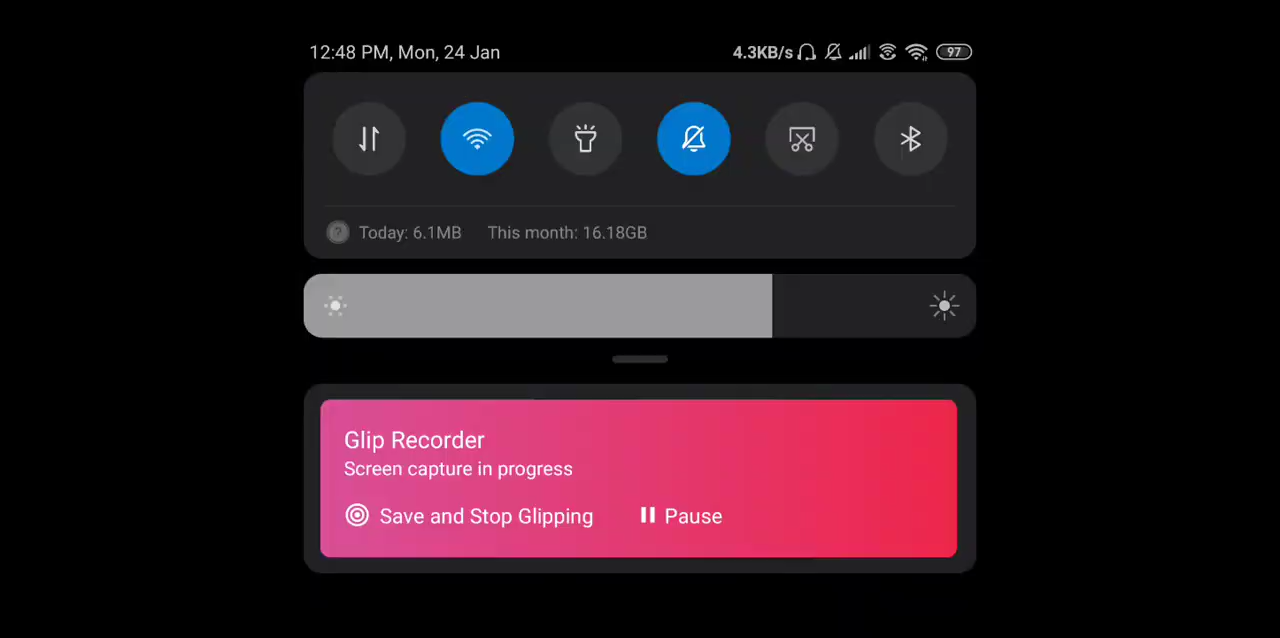 12:48 PM, Mon, 24 Jan 4.3KB/s 97
Today: 6.1MB This month: 16.18GB
Glip Recorder
Screen capture in progress
Save and Stop Glipping Pause